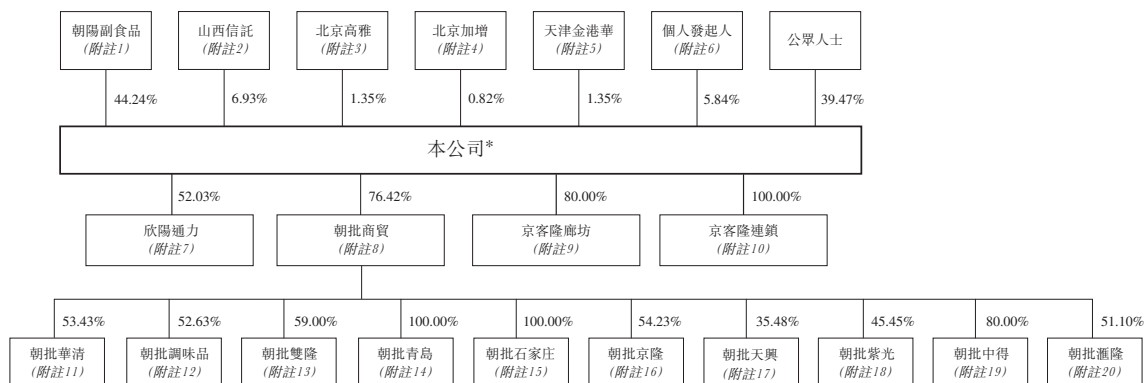 朝陽副食品
(附註1)
山西信託
(附註2)
北京高雅
(附註3)
北京加增
(附註4)
天津金港華
(附註5)
個人發起人
(附註6)
公眾人士
44.24%
6.93%
1.35%
0.82%
1.35%
5.84%
39.47%
本公司*
52.03%
76.42%
80.00%
100.00%
欣陽通力
(附註7)
朝批商貿
(附註8)
京客隆廊坊
(附註9)
京客隆連鎖
(附註10)
53.43%
52.63%
59.00%
100.00%
100.00%
54.23%
35.48%
45.45%
80.00%
51.10%
朝批華清
(附註11)
朝批調味品
(附註12)
朝批雙隆
(附註13)
朝批青島
(附註14)
朝批石家庄
(附註15)
朝批京隆
(附註16)
朝批天興
(附註17)
朝批紫光
(附註18)
朝批中得
(附註19)
朝批滙隆
(附註20)